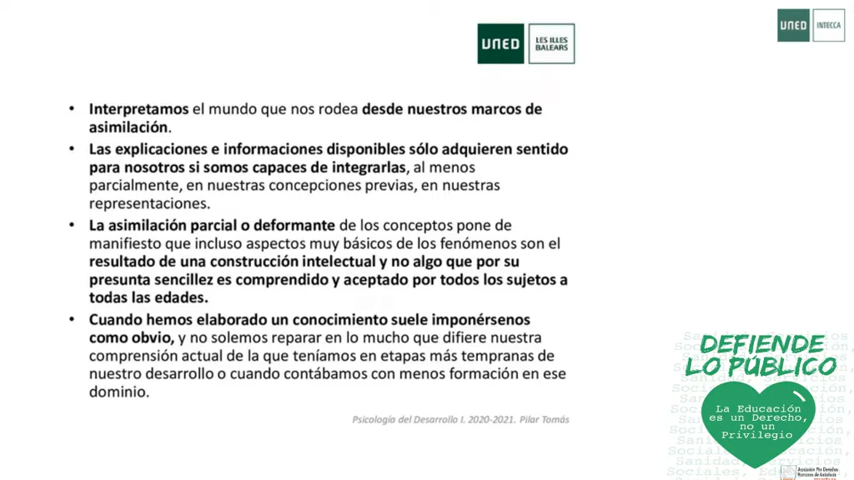 UNED
LES ILLES
BALEARS
UNED
INTECCA
• Interpretamos el mundo que nos rodea desde nuestros marcos de
asimilación.
• Las explicaciones e informaciones disponibles sólo adquieren sentido
para nosotros si somos capaces de integrarlas, al menos
parcialmente, en nuestras concepciones previas, en nuestras
representaciones.
• La asimilación parcial o deformante de los conceptos pone de
manifiesto que incluso aspectos muy básicos de los fenómenos son el
resultado de una construcción intelectual y no algo que por su
presunta sencillez es comprendido y aceptado por todos los sujetos a
todas las edades.
• Cuando hemos elaborado un conocimiento suele imponérsenos
como obvio, y no solemos reparar en lo mucho que difiere nuestra
comprensión actual de la que teníamos en etapas más tempranas de
nuestro desarrollo o cuando contábamos con menos formación en ese
dominio.
Psicología del Desarrollo I. 2020-2021. Pilar Tomás
DEFIENDE
LO PÚBLICO
La Educación
es un Derecho,
no un
Privilegio